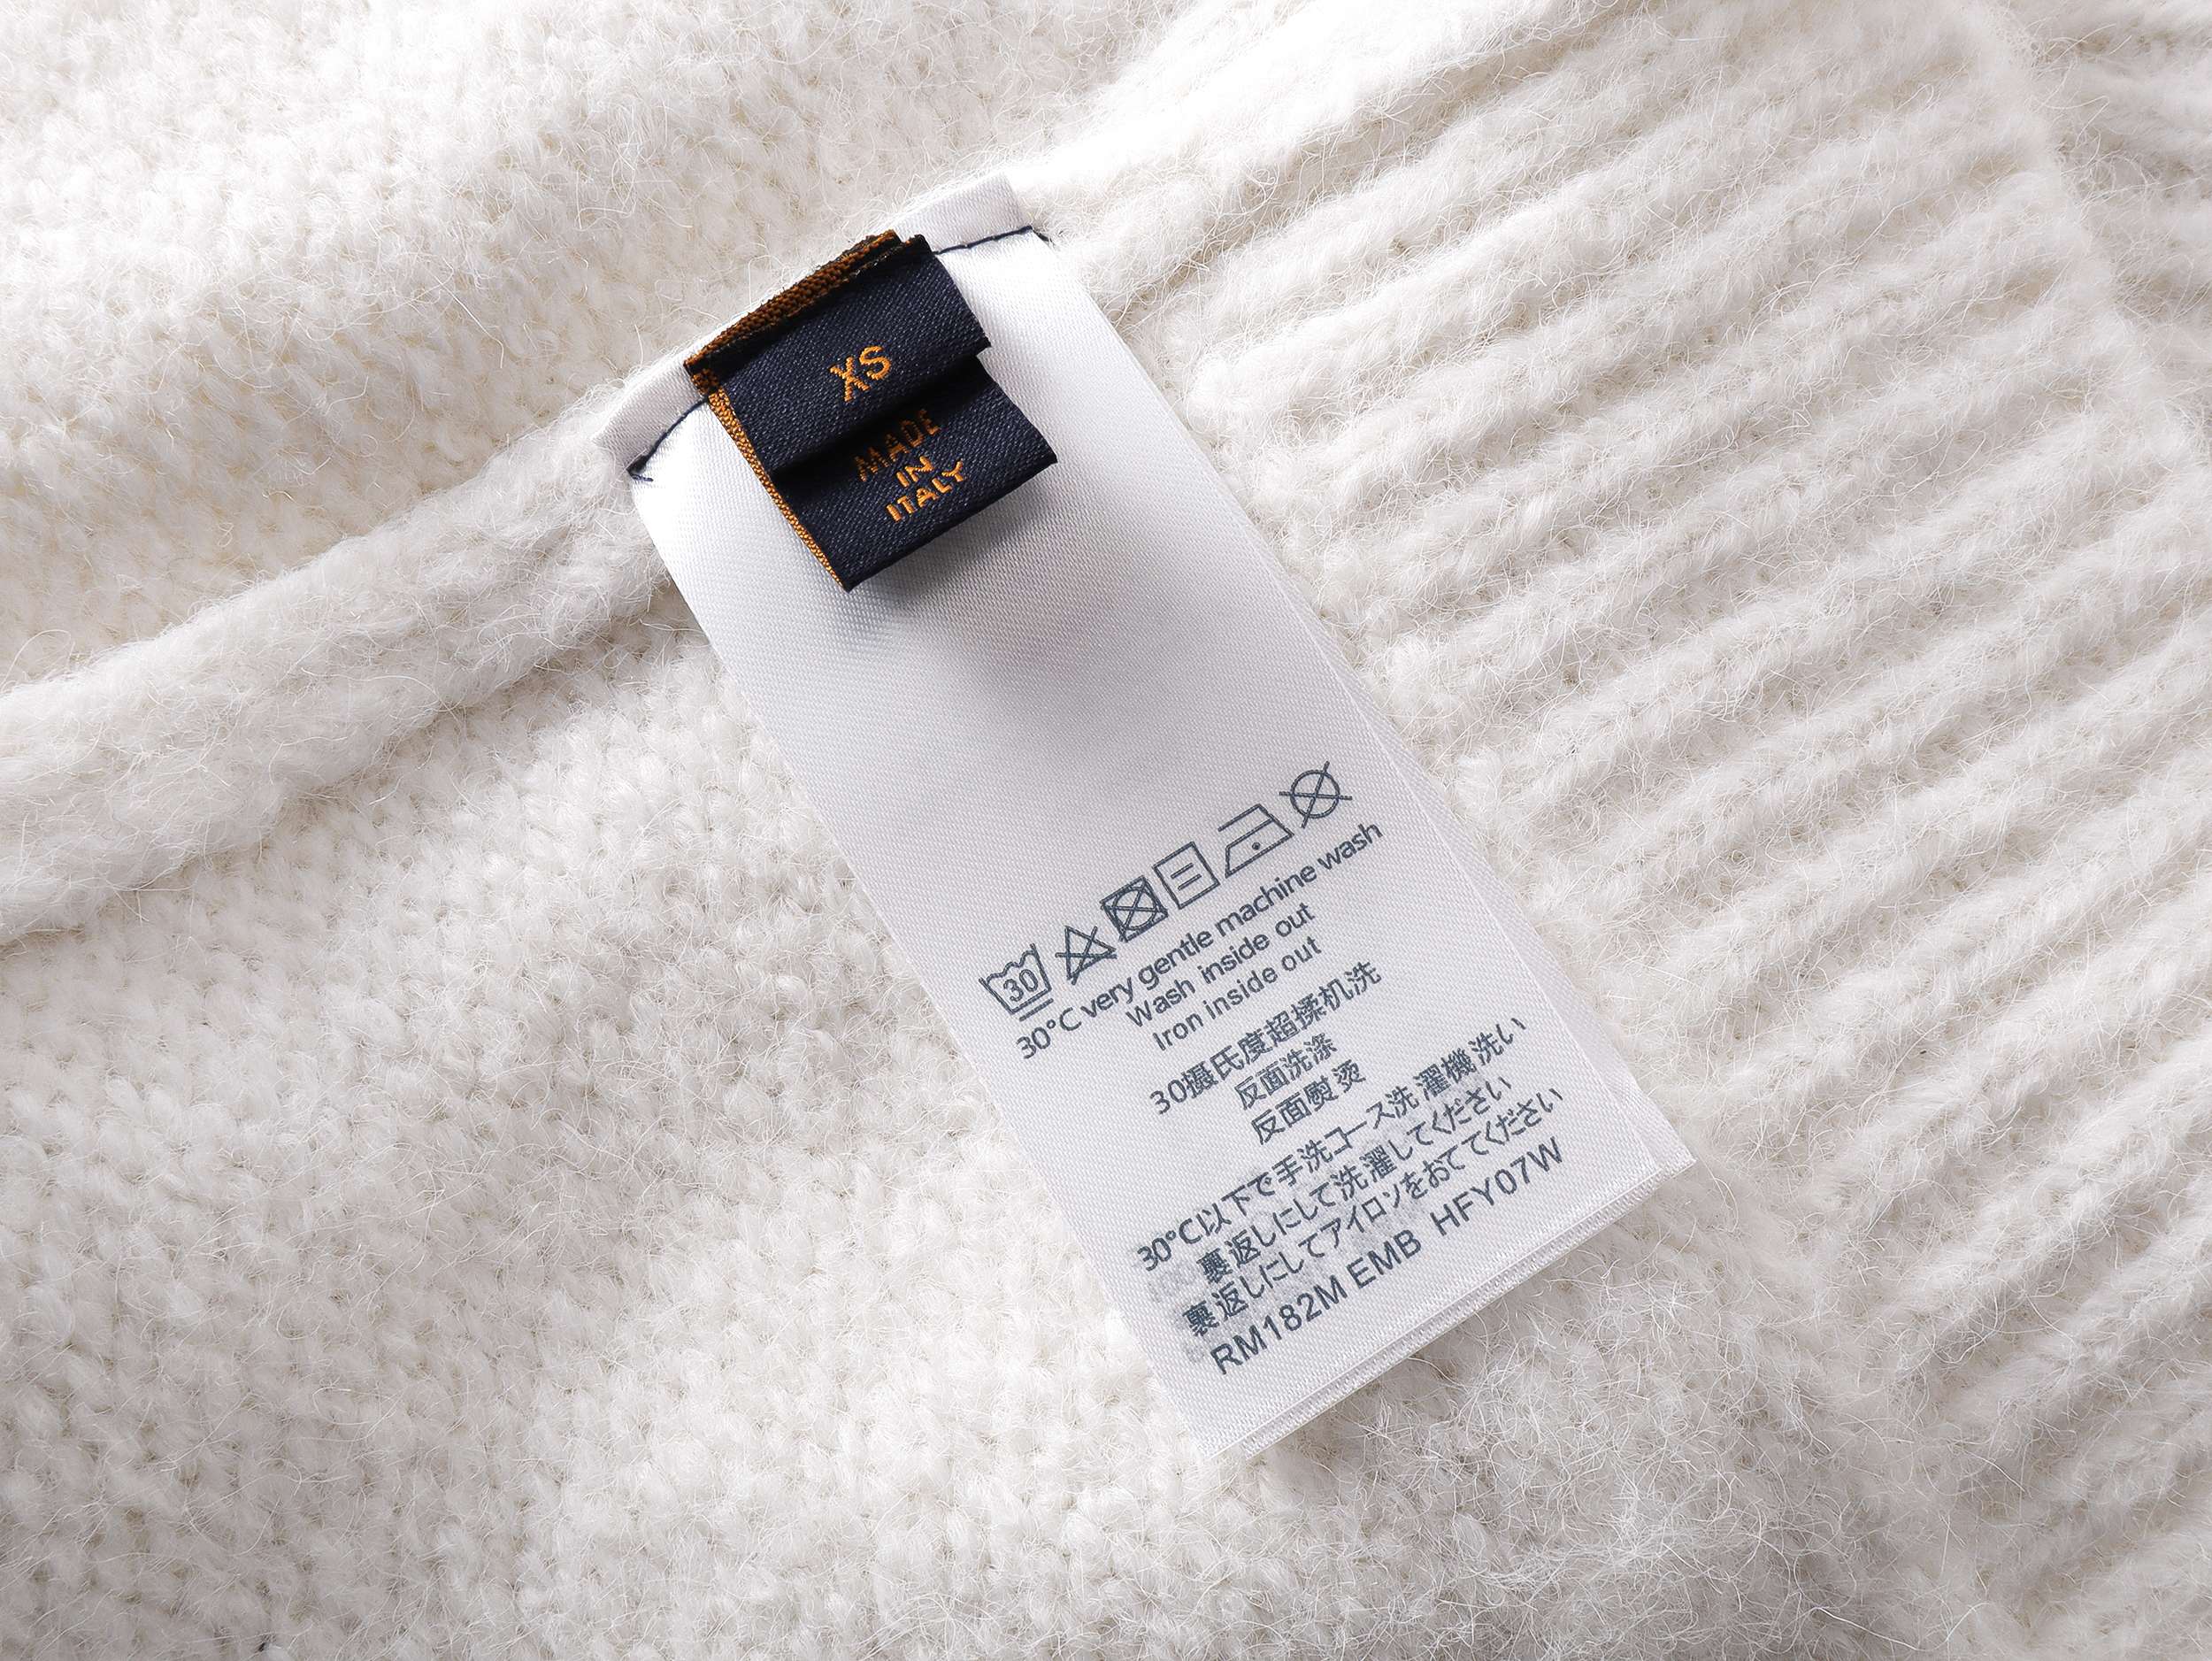 XS
MADE
IN
ITALY
30
30°C very gentle machine wash
Wash inside out
Iron inside out
30摄氏度超揉机洗
反面洗涤
反面熨烫
30°C以下で手洗コース洗濯機洗い
裏返しにして洗濯してください
裏返しにしてアイロンをおててください
RM182M EMB HFY07W